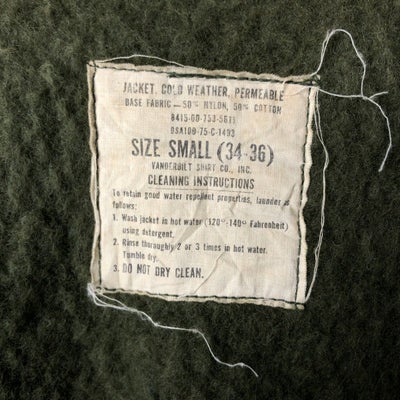 JACKET, COLD WEATHER, PERMEABLE
BASE FABRIC — 50% NYLON, 50% COTTON
8415-00-753-5611
DSA100-75-C-1493
SIZE SMALL (34-36)
VANDERBILT SHIRT CO., INC.
CLEANING INSTRUCTIONS
To retain good water repellent properties, launder as
follows:
1. Wash jacket in hot water (120°-140° Fahrenheit)
using detergent.
2. Rinse thoroughly 2 or 3 times in hot water.
Tumble dry.
3. DO NOT DRY CLEAN.